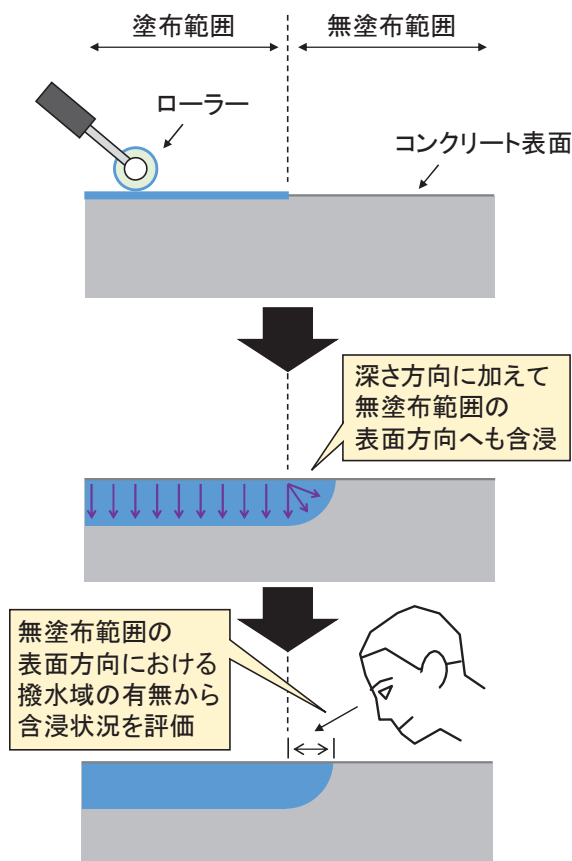 塗布範囲
無塗布範囲
ローラー
コンクリート表面
深さ方向に加えて
無塗布範囲の
表面方向へも含浸
無塗布範囲の
表面方向における
撥水域の有無から
含浸状況を評価